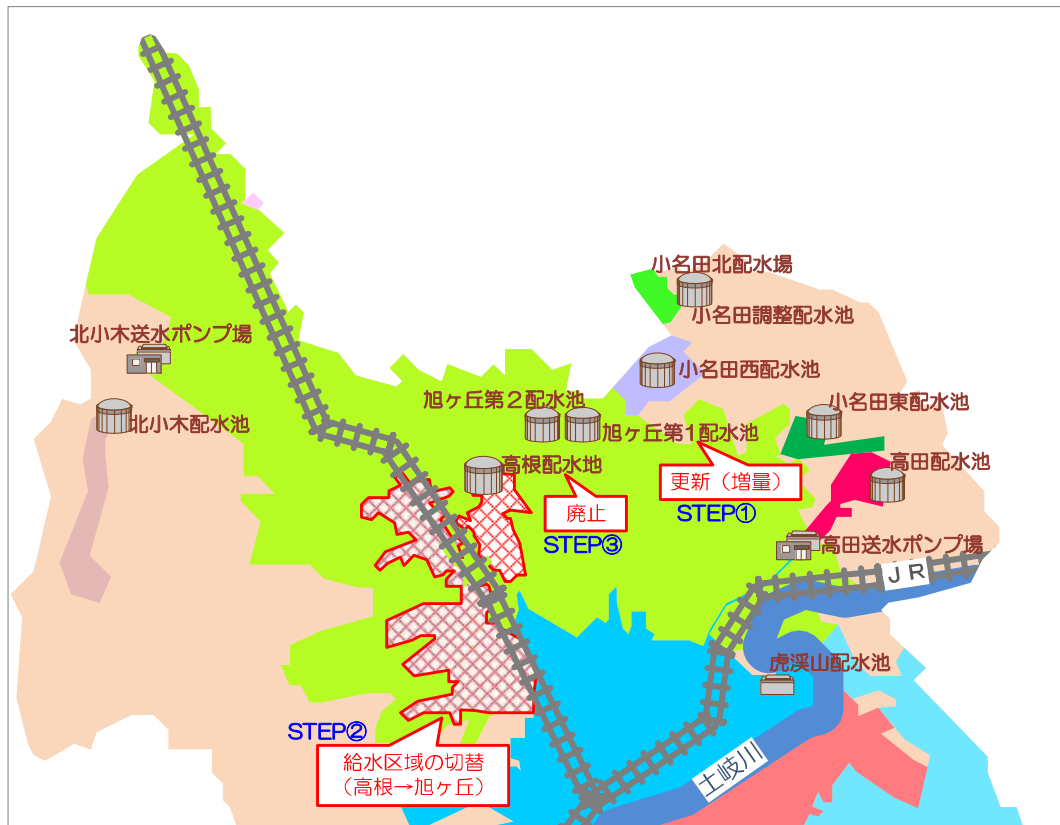 小名田北配水場
小名田調整配水池
北小木送水ポンプ場
小名田西配水池
旭ヶ丘第２配水池
小名田東配水池
北小木配水池
旭ヶ丘第１配水池
高根配水地
高田配水池
更新（増量）
STEP①
廃止
STEP③
高田送水ポンプ場
ＪＲ
虎渓山配水池
STEP②
給水区域の切替
（高根→旭ヶ丘）
土岐川